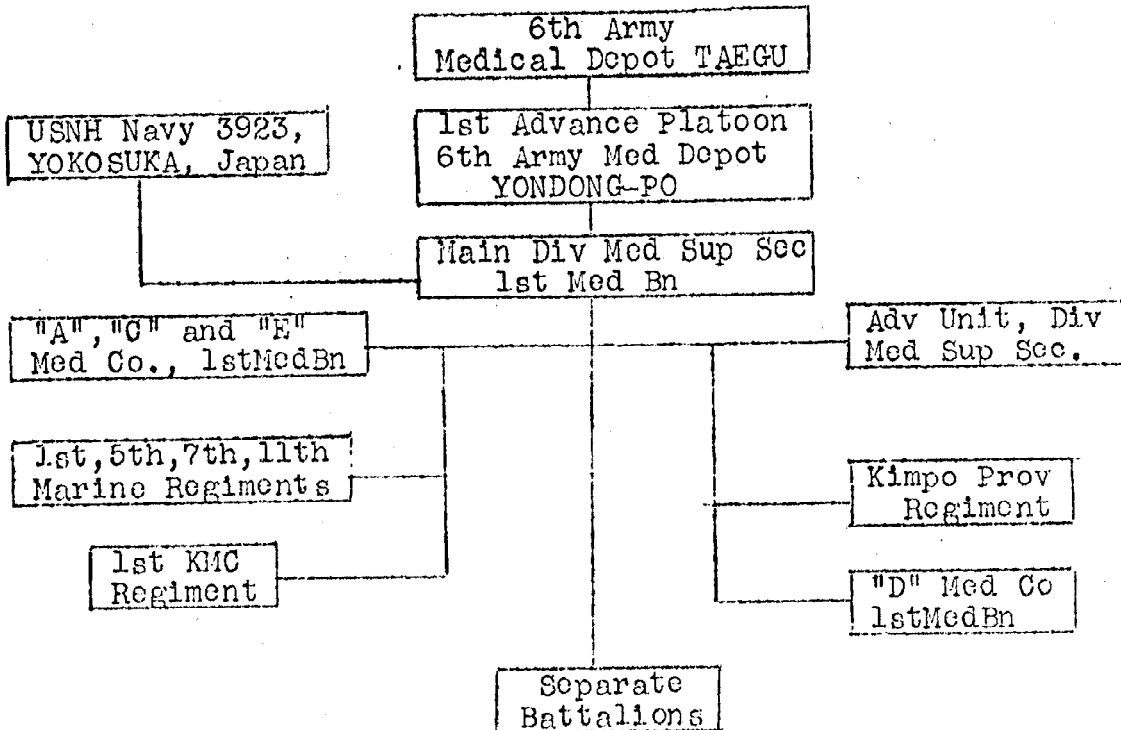 6th Army
Medical Depot TAEGU
USNH Navy 3923,
YOKOSUKA, Japan
1st Advance Platoon
6th Army Med Depot
YONDONG-PO
Main Div Med Sup Sec
1st Med Bn
"A","C" and "E"
Med Co., 1stMedBn
Adv Unit, Div
Med Sup Sec.
1st,5th,7th,11th
Marine Regiments
Kimpo Prov
Regiment
1st KMC
Regiment
"D" Med Co
1stMedBn
Separate
Battalions